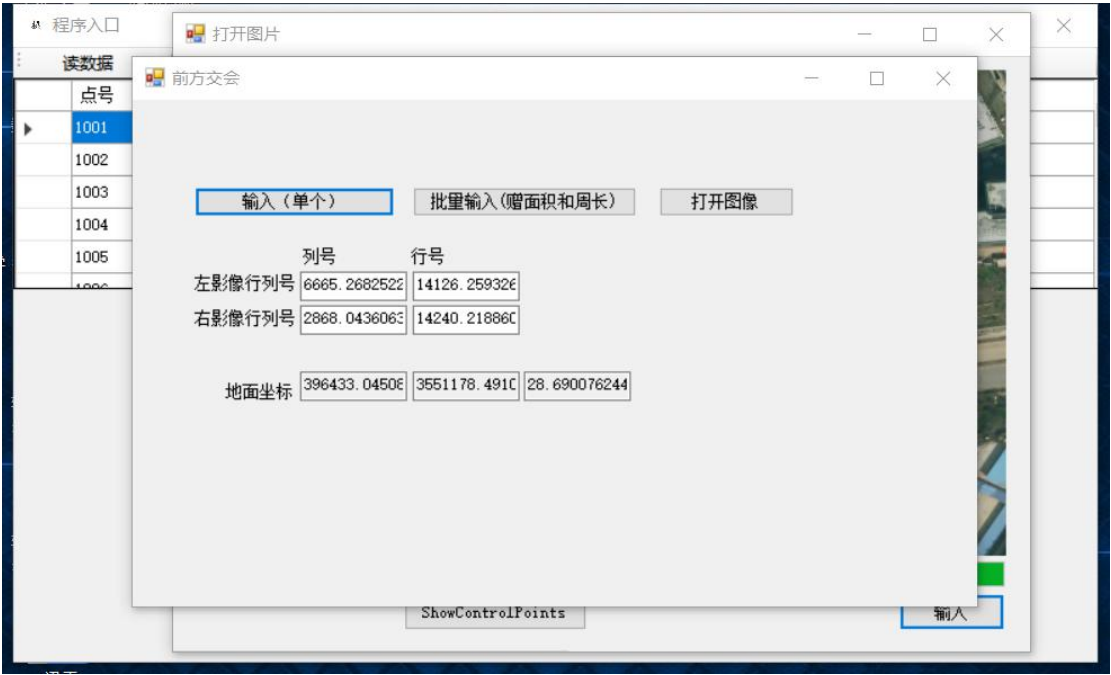 程序入口
打开图片
读数据
前方交会
点号
1001
1002
1003
1004
1005
输入（单个）
批里输入(赠面积和周长)
打开图像
列号 行号
左影像行列号 6665.2682522 14126.259326
右影像行列号 2868.0436063 14240.218860
地面坐标 396433.04508 3551178.4910 28.690076244
ShowControlPoints
输入